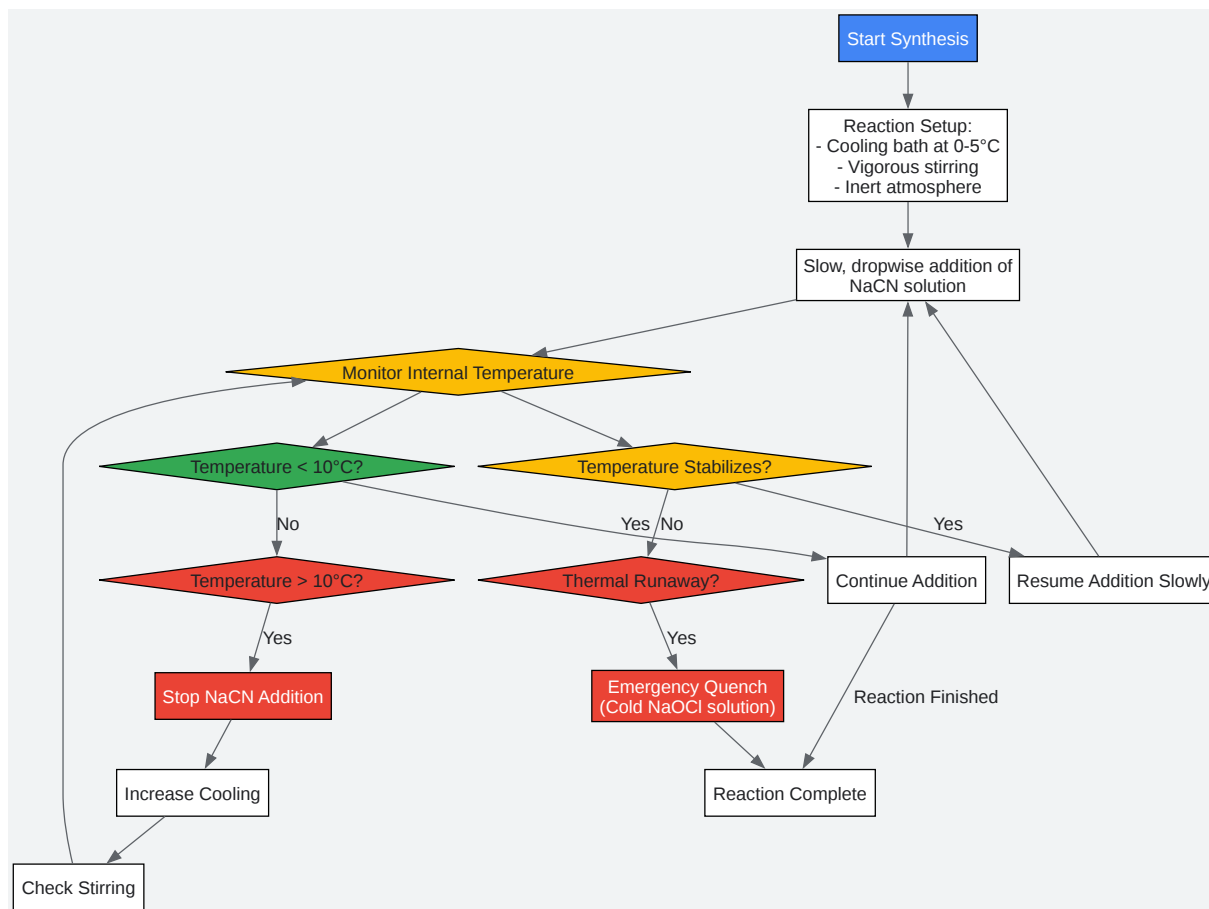 Start Synthesis
Reaction Setup:
- Cooling bath at 0-5°C
- Vigorous stirring
- Inert atmosphere
Slow, dropwise addition of
NaCN solution
Monitor Internal Temperature
Temperature < 10°C?
Temperature Stabilizes?
No
Yes
No
Yes
Temperature > 10°C?
Thermal Runaway?
Continue Addition
Resume Addition Slowly
Yes
Yes
Stop NaCN Addition
Emergency Quench
(Cold NaOCl solution)
Reaction Finished
Increase Cooling
Reaction Complete
Check Stirring